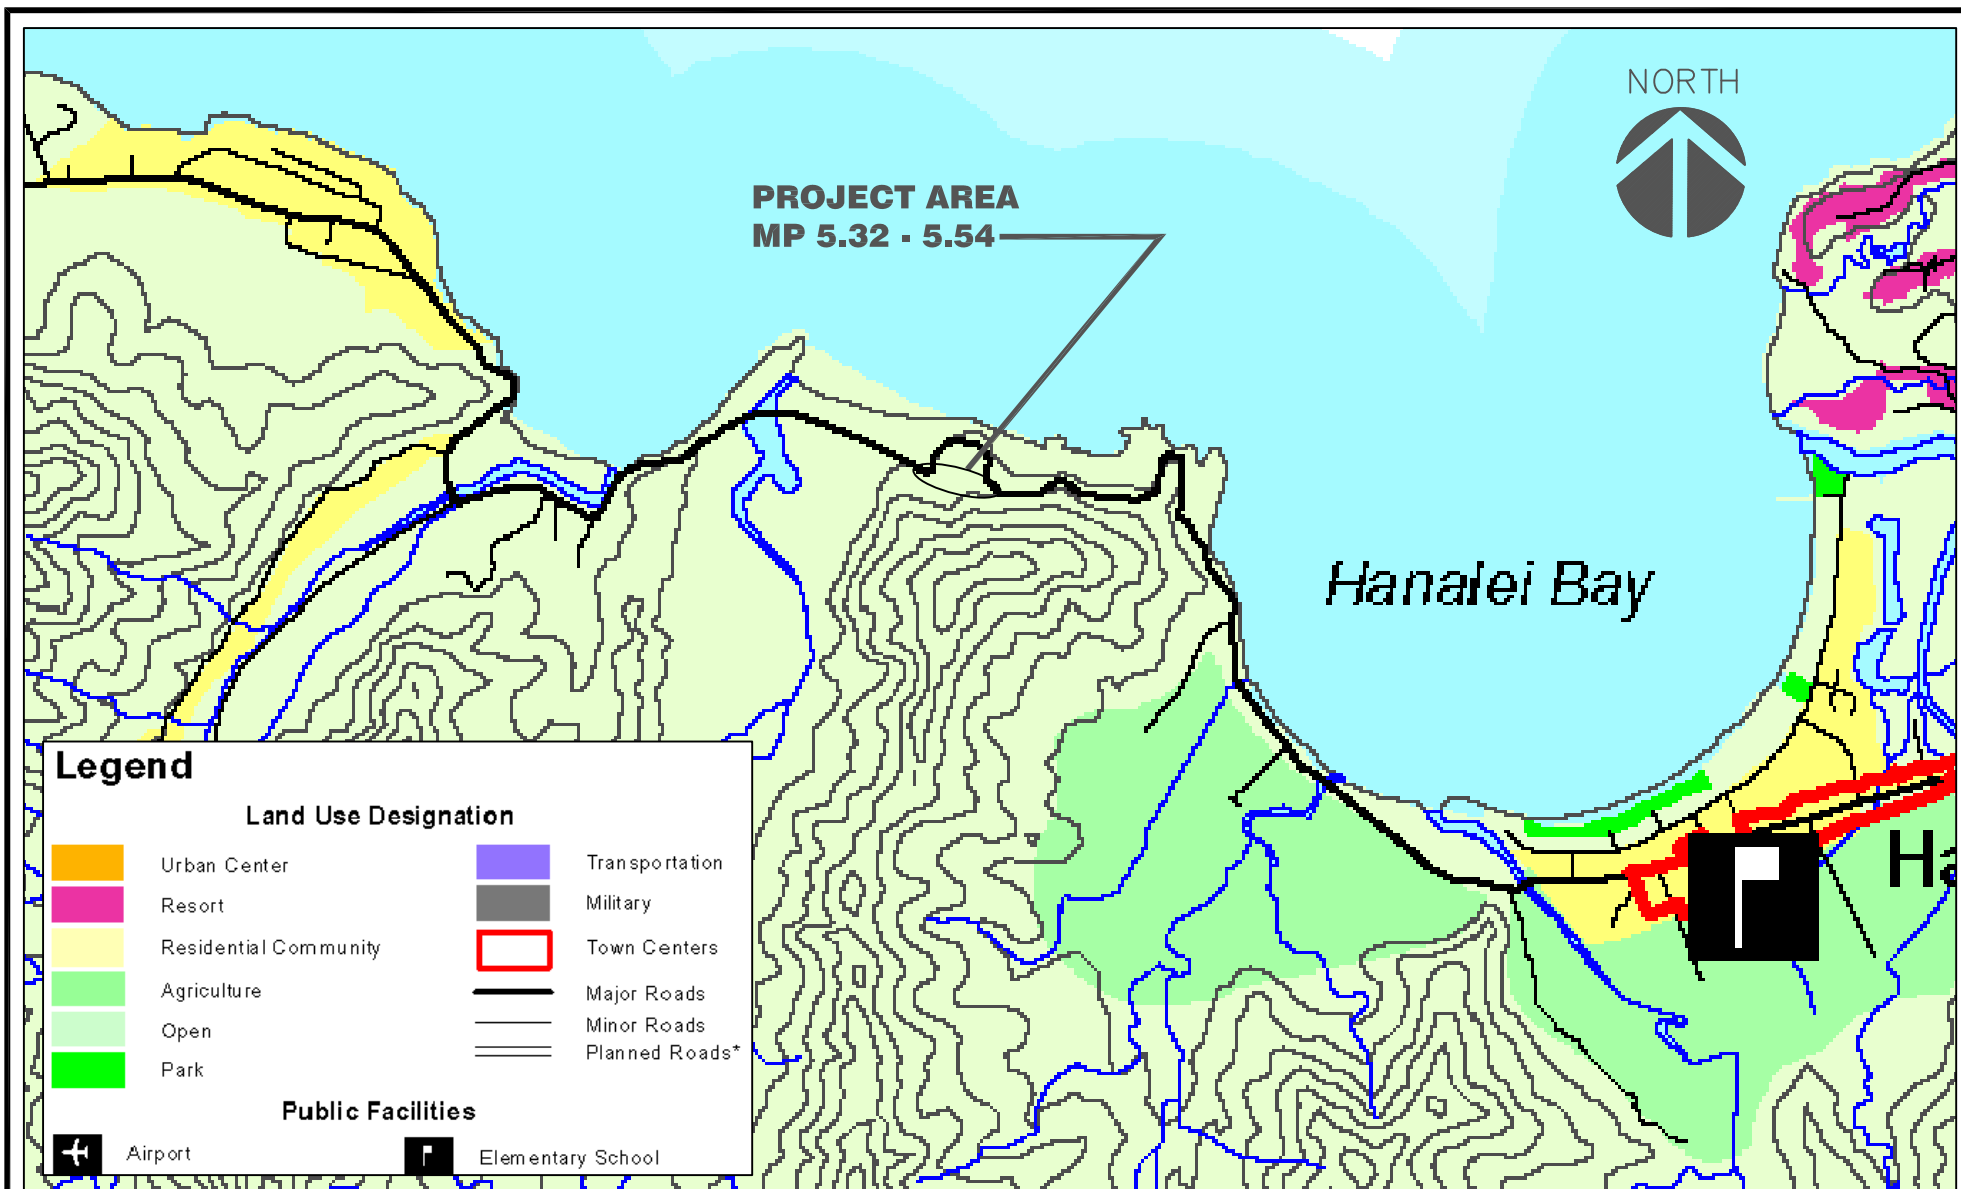 NORTH
PROJECT AREA
MP 5.32 - 5.54
Hanalei Bay
Ha
Legend
Land Use Designation
Urban Center
Resort
Residential Community
Agriculture
Open
Park
Transportation
Military
Town Centers
Major Roads
Minor Roads
Planned Roads*
Public Facilities
Airport
Elementary School